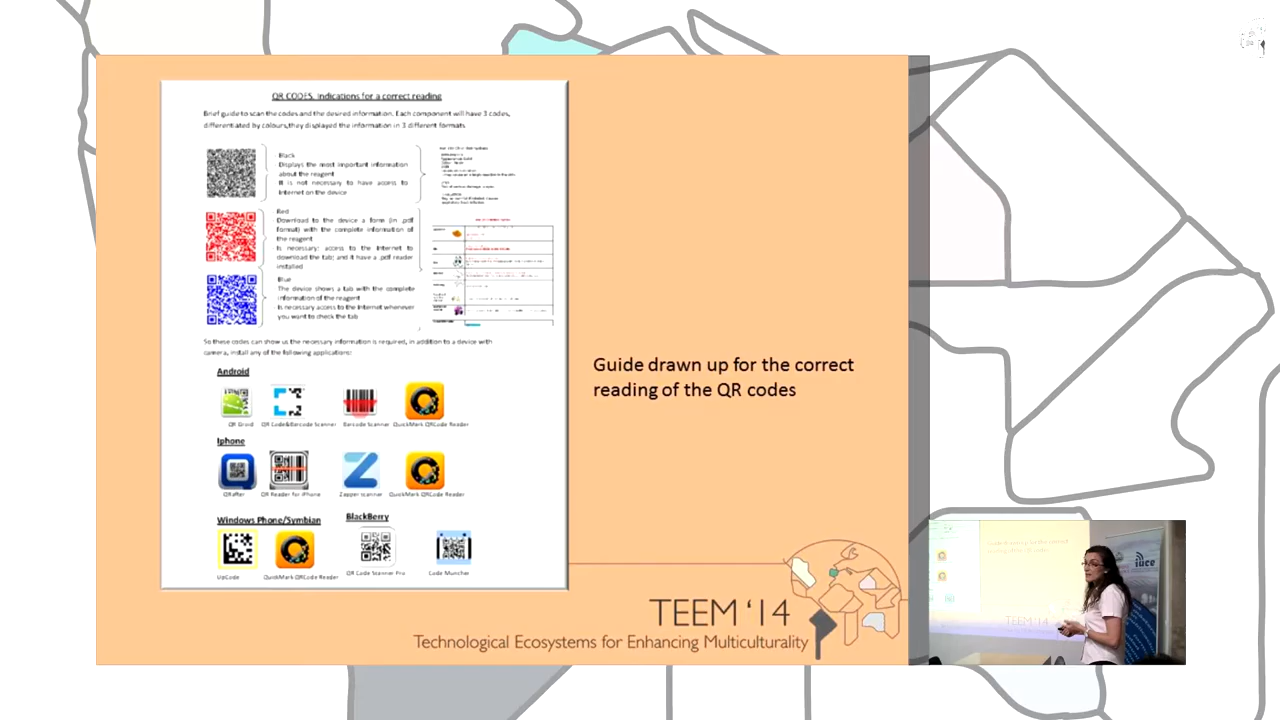 QR CODES. Indications for a correct reading
Brief guide to scan the codes and the desired information. Each component will have 3 codes,
differentiated by colours, they displayed the information in 3 different formats
Black
Displays the most important information
about the reagent
It is not necessary to have access to
Internet on the device
Red
Download to the device a form (in .pdf
format) with the complete information of
the reagent
Is necessary: access to the Internet to
download the tab; and it have a .pdf reader
installed
Blue
The device shows a tab with the complete
information of the reagent
Is necessary access to the Internet whenever
you want to check the tab
So these codes can show us the necessary information is required, in addition to a device with
camera, install any of the following applications:
Android
QR Droid QR Code&Barcode Scanner Barcode Scanner QuickMark QRCode Reader
Iphone
QRafter QR Reader for iPhone Zapper scanner QuickMark QRCode Reader
Windows Phone/Symbian BlackBerry
UpCode QuickMark QRCode Reader QR Code Scanner Pro Code Muncher
Guide drawn up for the correct
reading of the QR codes
TEEM ‘14
Technological Ecosystems for Enhancing Multiculturality
iuce
TEEM '14